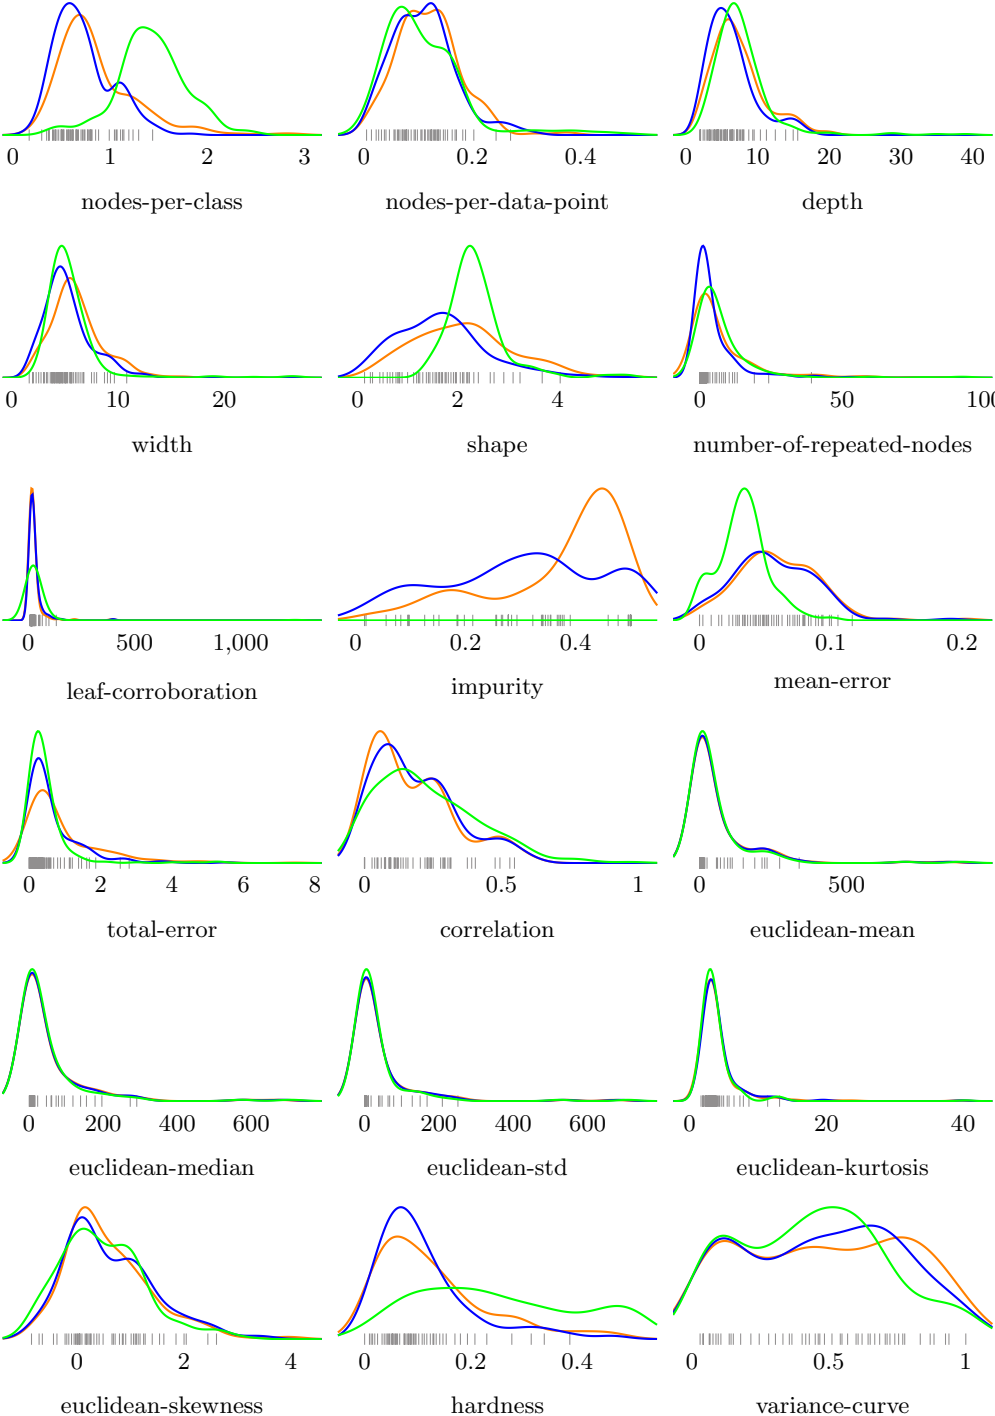 0 1 2 3
0 0.2 0.4
0 10 20 30 40
nodes-per-class
nodes-per-data-point
depth
0 10 20
0 2 4
0 50 100
width
shape
number-of-repeated-nodes
0 500 1,000
0 0.2 0.4
0 0.1 0.2
leaf-corroboration
impurity
mean-error
0 2 4 6 8
0 0.5 1
0 500
total-error
correlation
euclidean-mean
0 200 400 600
0 200 400 600
0 20 40
euclidean-median
euclidean-std
euclidean-kurtosis
0 2 4
0 0.2 0.4
0 0.5 1
euclidean-skewness
hardness
variance-curve